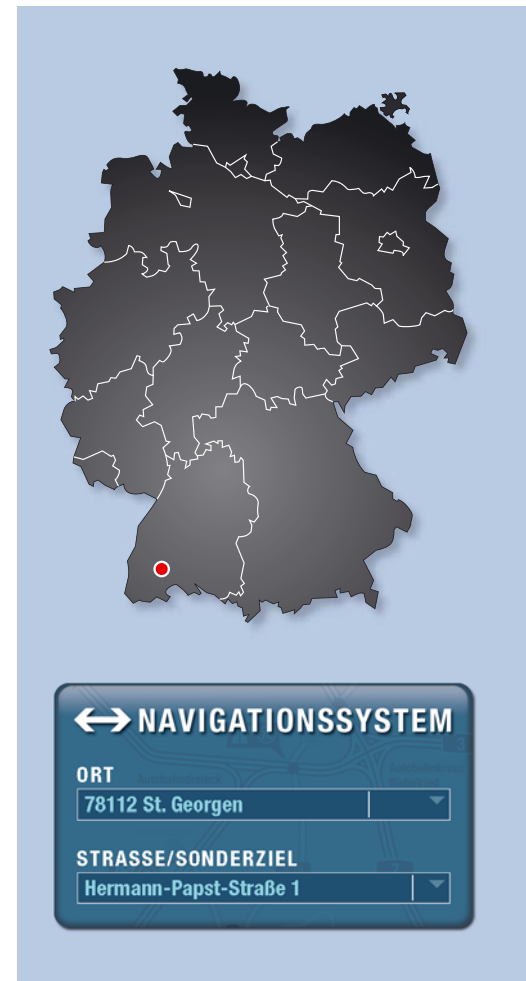 NAVIGATIONSSYSTEM
ORT
78112 St. Georgen
STRASSE/SONDERZIEL
Hermann-Papst-Straße 1